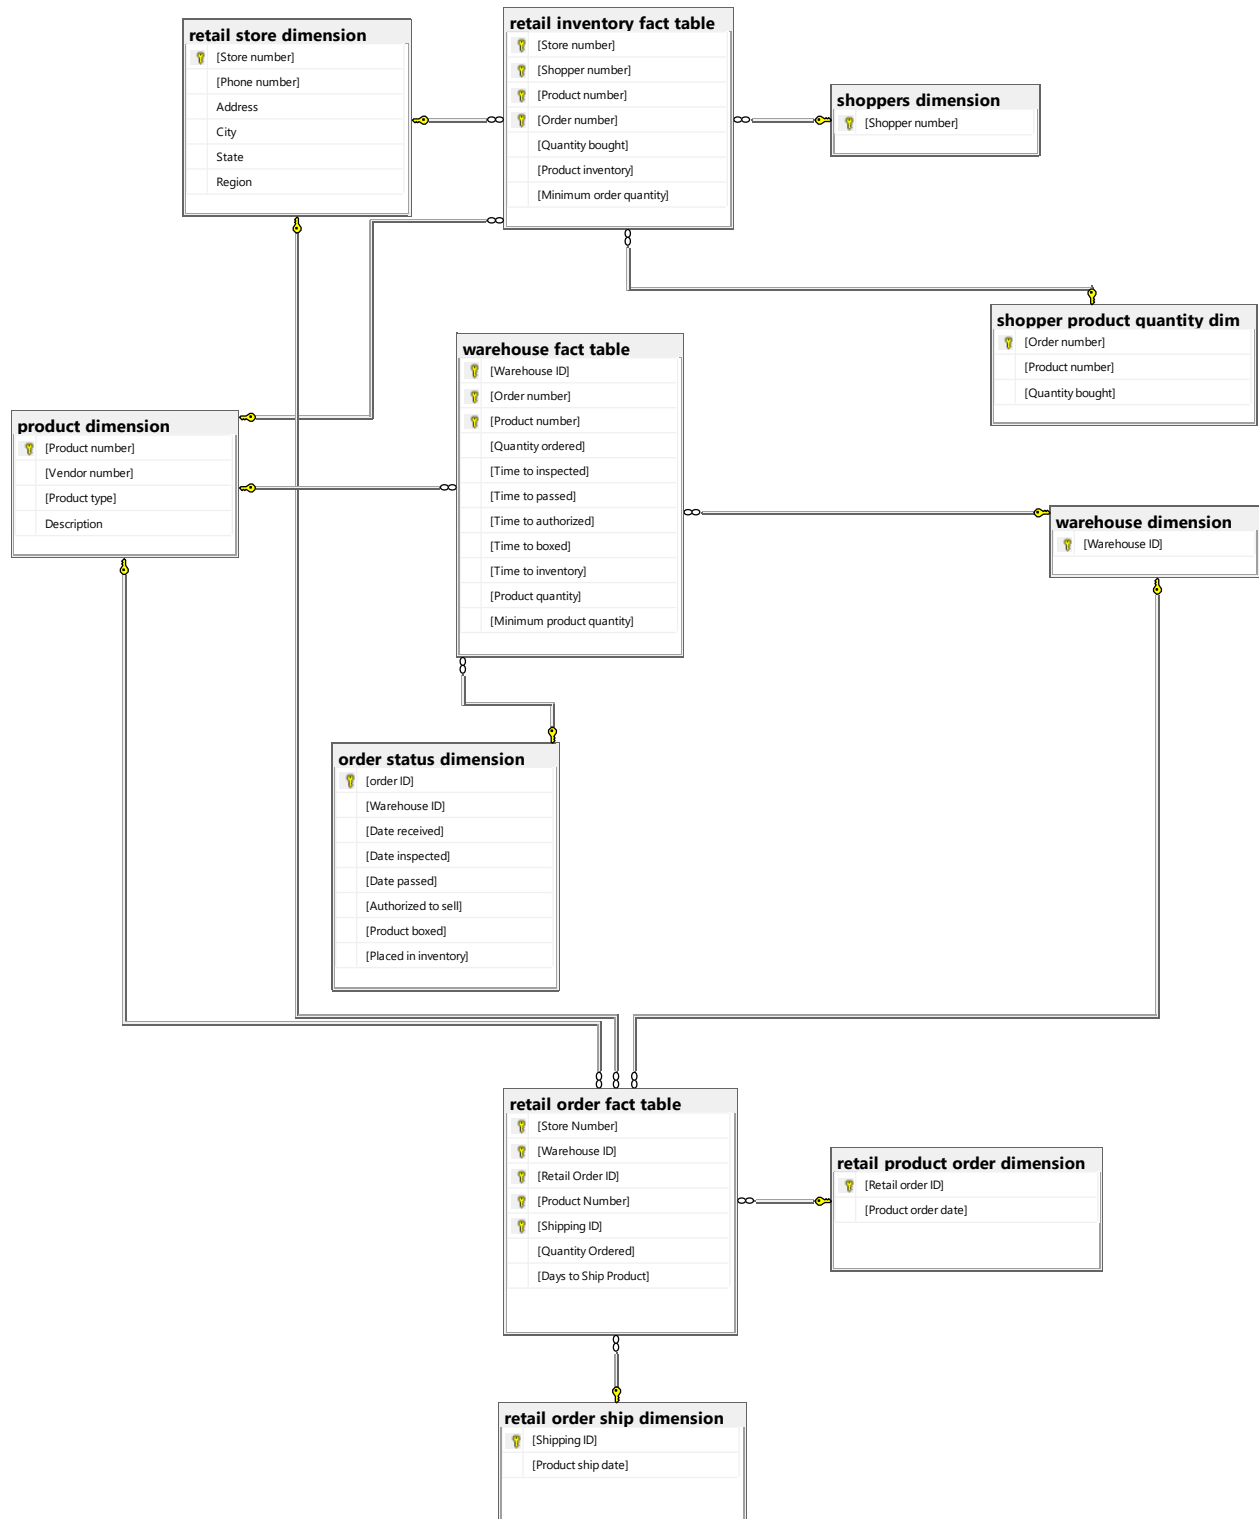 retail store dimension
[Store number]
[Phone number]
Address
City
State
Region
retail inventory fact table
[Store number]
[Shopper number]
[Product number]
[Order number]
[Quantity bought]
[Product inventory]
[Minimum order quantity]
shoppers dimension
[Shopper number]
shopper product quantity dim
[Order number]
[Product number]
[Quantity bought]
warehouse fact table
[Warehouse ID]
[Order number]
[Product number]
[Quantity ordered]
[Time to inspected]
[Time to passed]
[Time to authorized]
[Time to boxed]
[Time to inventory]
[Product quantity]
[Minimum product quantity]
product dimension
[Product number]
[Vendor number]
[Product type]
Description
warehouse dimension
[Warehouse ID]
order status dimension
[order ID]
[Warehouse ID]
[Date received]
[Date inspected]
[Date passed]
[Authorized to sell]
[Product boxed]
[Placed in inventory]
retail order fact table
[Store Number]
[Warehouse ID]
[Retail Order ID]
[Product Number]
[Shipping ID]
[Quantity Ordered]
[Days to Ship Product]
retail product order dimension
[Retail order ID]
[Product order date]
retail order ship dimension
[Shipping ID]
[Product ship date]